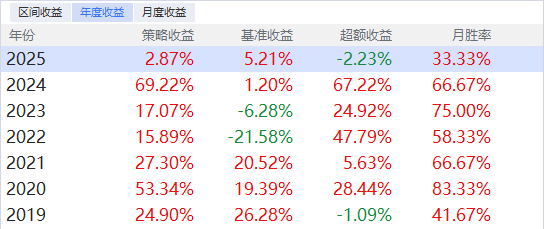 区间收益 年度收益 月度收益
年份 策略收益 基准收益 超额收益 月胜率
2025 2.87% 5.21% -2.23% 33.33%
2024 69.22% 1.20% 67.22% 66.67%
2023 17.07% -6.28% 24.92% 75.00%
2022 15.89% -21.58% 47.79% 58.33%
2021 27.30% 20.52% 5.63% 66.67%
2020 53.34% 19.39% 28.44% 83.33%
2019 24.90% 26.28% -1.09% 41.67%